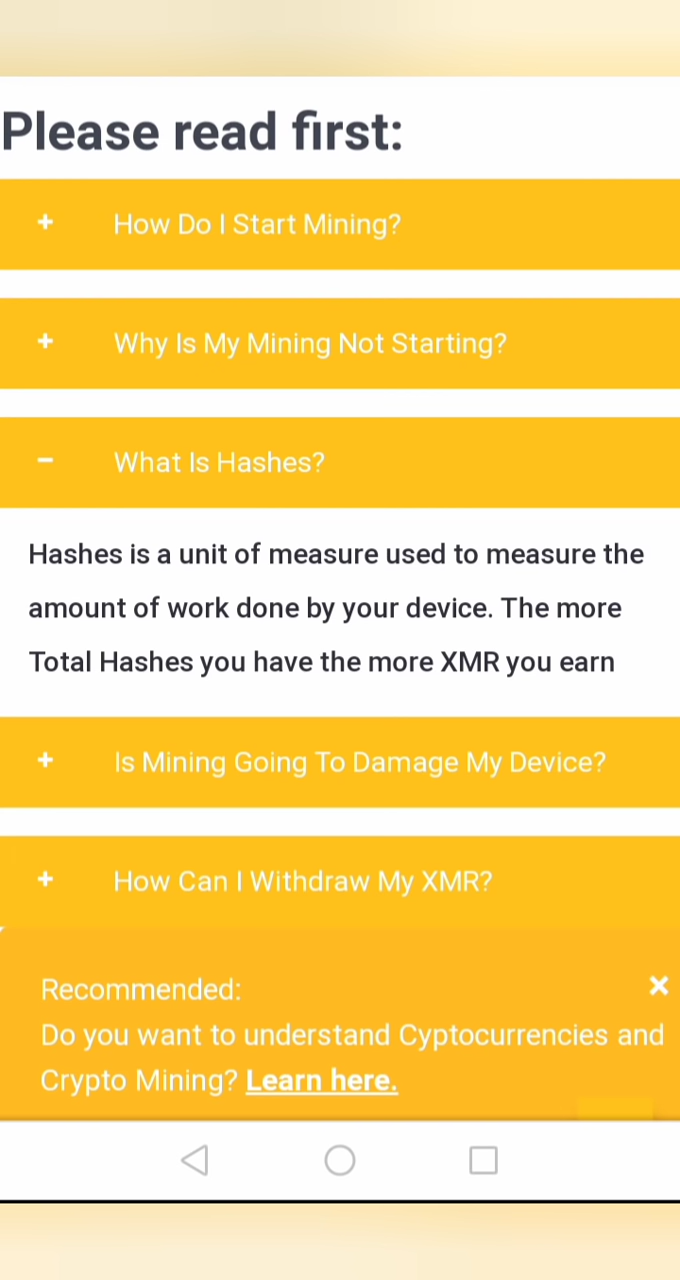 Please read first:
+ How Do I Start Mining?
+ Why Is My Mining Not Starting?
− What Is Hashes?
Hashes is a unit of measure used to measure the
amount of work done by your device. The more
Total Hashes you have the more XMR you earn
+ Is Mining Going To Damage My Device?
+ How Can I Withdraw My XMR?
Recommended:
Do you want to understand Cyptocurrencies and
Crypto Mining? Learn here.